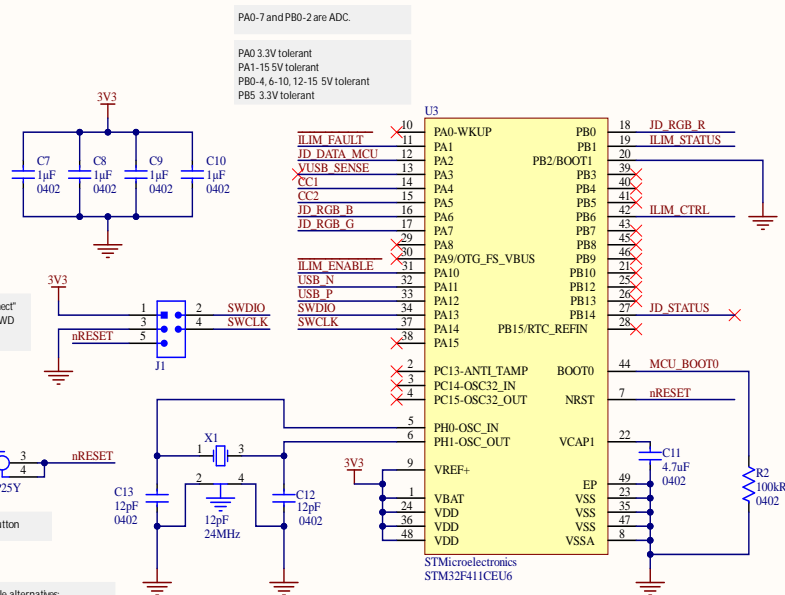 PA0-7 and PB0-2 are ADC.
PA0 3.3V tolerant
PA1-15 5V tolerant
PB0-4, 6-10, 12-15 5V tolerant
PB5 3.3V tolerant
3V3
C7
1µF
0402
C8
1µF
0402
C9
1µF
0402
C10
1µF
0402
U3
10 PA0-WKUP
ILIM_FAULT 11 PA1
JD_DATA_MCU 12 PA2
VUSB_SENSE 13 PA3
CC1 14 PA4
CC2 15 PA5
JD_RGB_B 16 PA6
JD_RGB_G 17 PA7
29 PA8
30 PA9/OTG_FS_VBUS
ILIM_ENABLE 31 PA10
USB_N 32 PA11
USB_P 33 PA12
SWDIO 34 PA13
SWCLK 37 PA14
38 PA15
2 PC13-ANTI_TAMP
3 PC14-OSC32_IN
4 PC15-OSC32_OUT
5 PH0-OSC_IN
6 PH1-OSC_OUT
9 VREF+
1 VBAT
24 VDD
36 VDD
48 VDD
PB0 18 JD_RGB_R
PB1 19 ILIM_STATUS
PB2/BOOT1 20
PB3 39
PB4 40
PB5 41
PB6 42 ILIM_CTRL
PB7 43
PB8 45
PB9 46
PB10 21
PB12 25
PB13 26
PB14 27 JD_STATUS
PB15/RTC_REFIN 28
BOOT0 44 MCU_BOOT0
NRST 7 nRESET
VCAP1 22
EP 49
VSS 23
VSS 35
VSS 47
VSSA 8
STMicroelectronics
STM32F411CEU6
C11
4.7uF
0402
R2
100kR
0402
3V3
ect"
WD
1 2 SWDIO
3 4 SWCLK
nRESET 5
J1
3 nRESET
4
P25Y
tton
le alternatives:
X1
1 3
2 4
12pF
24MHz
C13
12pF
0402
C12
12pF
0402
3V3